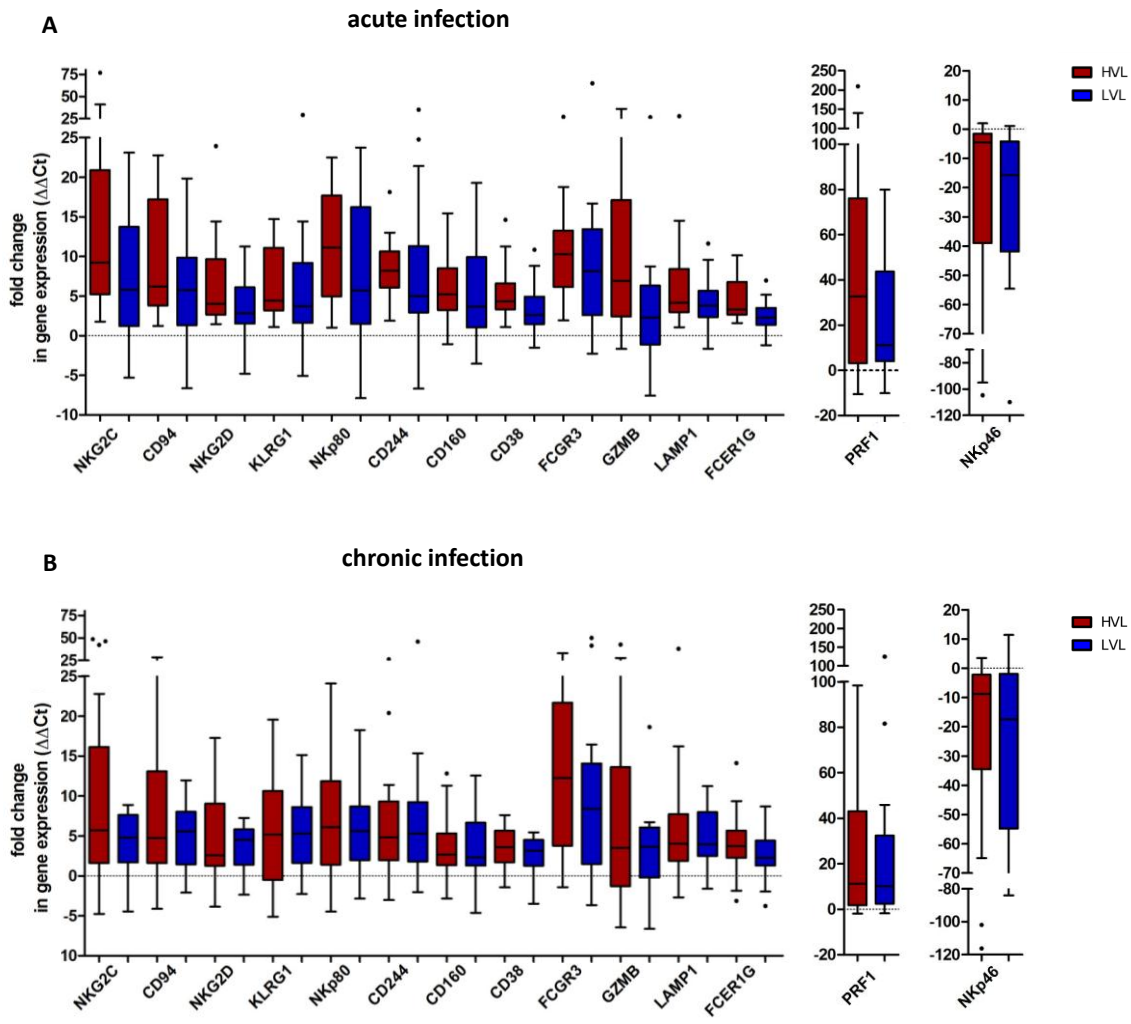 A
acute infection
fold change
in gene expression (ΔΔCt)
75
50
25
25
20
15
10
5
0
-5
-10
NKG2C
CD94
NKG2D
KLRG1
NKp80
CD244
CD160
CD38
FCGR3
GZMB
LAMP1
FCER1G
250
200
150
100
100
80
60
40
20
0
-20
PRF1
20
10
0
-10
-20
-30
-40
-50
-60
-70
-80
-100
-120
NKp46
HVL
LVL
B
chronic infection
fold change
in gene expression (ΔΔCt)
75
50
25
25
20
15
10
5
0
-5
10
NKG2C
CD94
NKG2D
KLRG1
NKp80
CD244
CD160
CD38
FCGR3
GZMB
LAMP1
FCER1G
250
200
150
100
100
80
60
40
20
0
-20
PRF1
20
10
0
-10
-20
-30
-40
-50
-60
-70
-80
-100
-120
NKp46
HVL
LVL